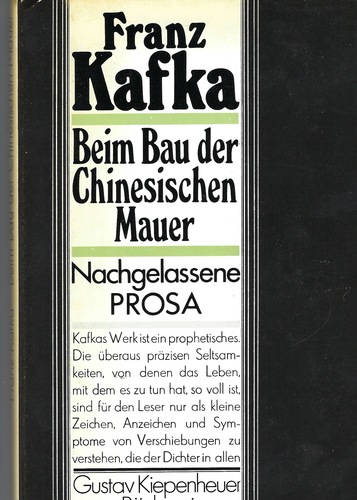 Franz
Kafka
Beim Bau der
Chinesischen
Mauer
Nachgelassene
PROSA
Kafkas Werk ist ein prophetisches.
Die überaus präzisen Seltsam-
keiten, von denen das Leben,
mit dem es zu tun hat, so voll ist,
sind für den Leser nur als kleine
Zeichen, Anzeichen und Sym-
ptome von Verschiebungen zu
verstehen, die der Dichter in allen
Gustav Kiepenheuer